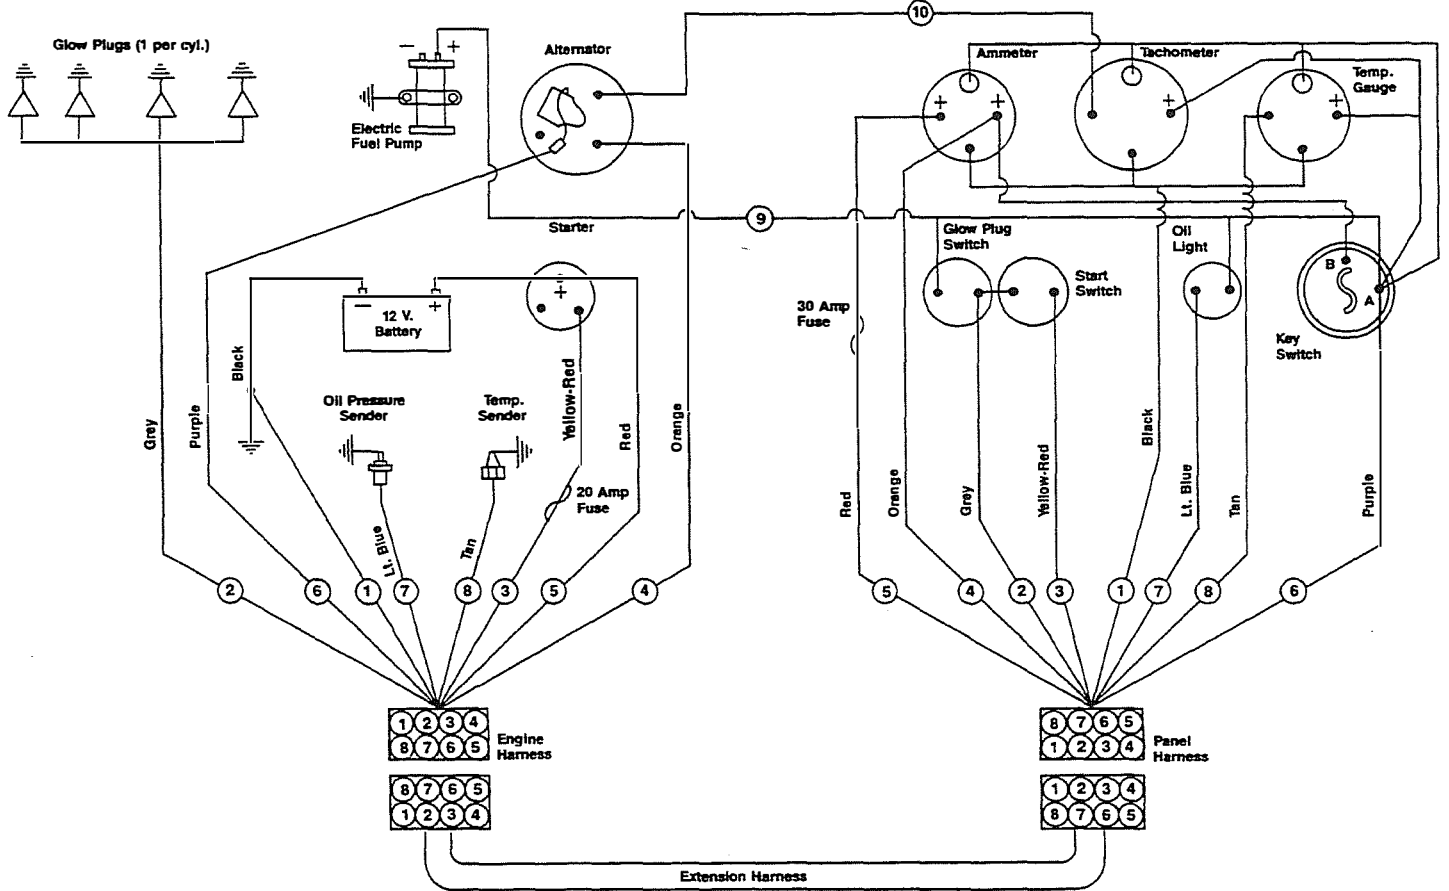 10
Glow Plugs (1 per cyl.)
− +
Electric
Fuel Pump
Alternator
Ammeter
Tachometer
Temp.
Gauge
+ +
+
+
9
Starter
Glow Plug
Switch
Oil
Light
Start
Switch
B
A
Key
Switch
− +
12 V.
Battery
+
30 Amp
Fuse
Black
Oil Pressure
Sender
Temp.
Sender
20 Amp
Fuse
Grey
Purple
Lt. Blue
Tan
Yellow-Red
Red
Orange
Red
Orange
Grey
Yellow-Red
Black
Lt. Blue
Tan
Purple
2 6 1 7 8 3 5 4
5 4 2 3 1 7 8 6
1 2 3 4
8 7 6 5
Engine
Harness
8 7 6 5
1 2 3 4
8 7 6 5
1 2 3 4
Panel
Harness
1 2 3 4
8 7 6 5
Extension Harness